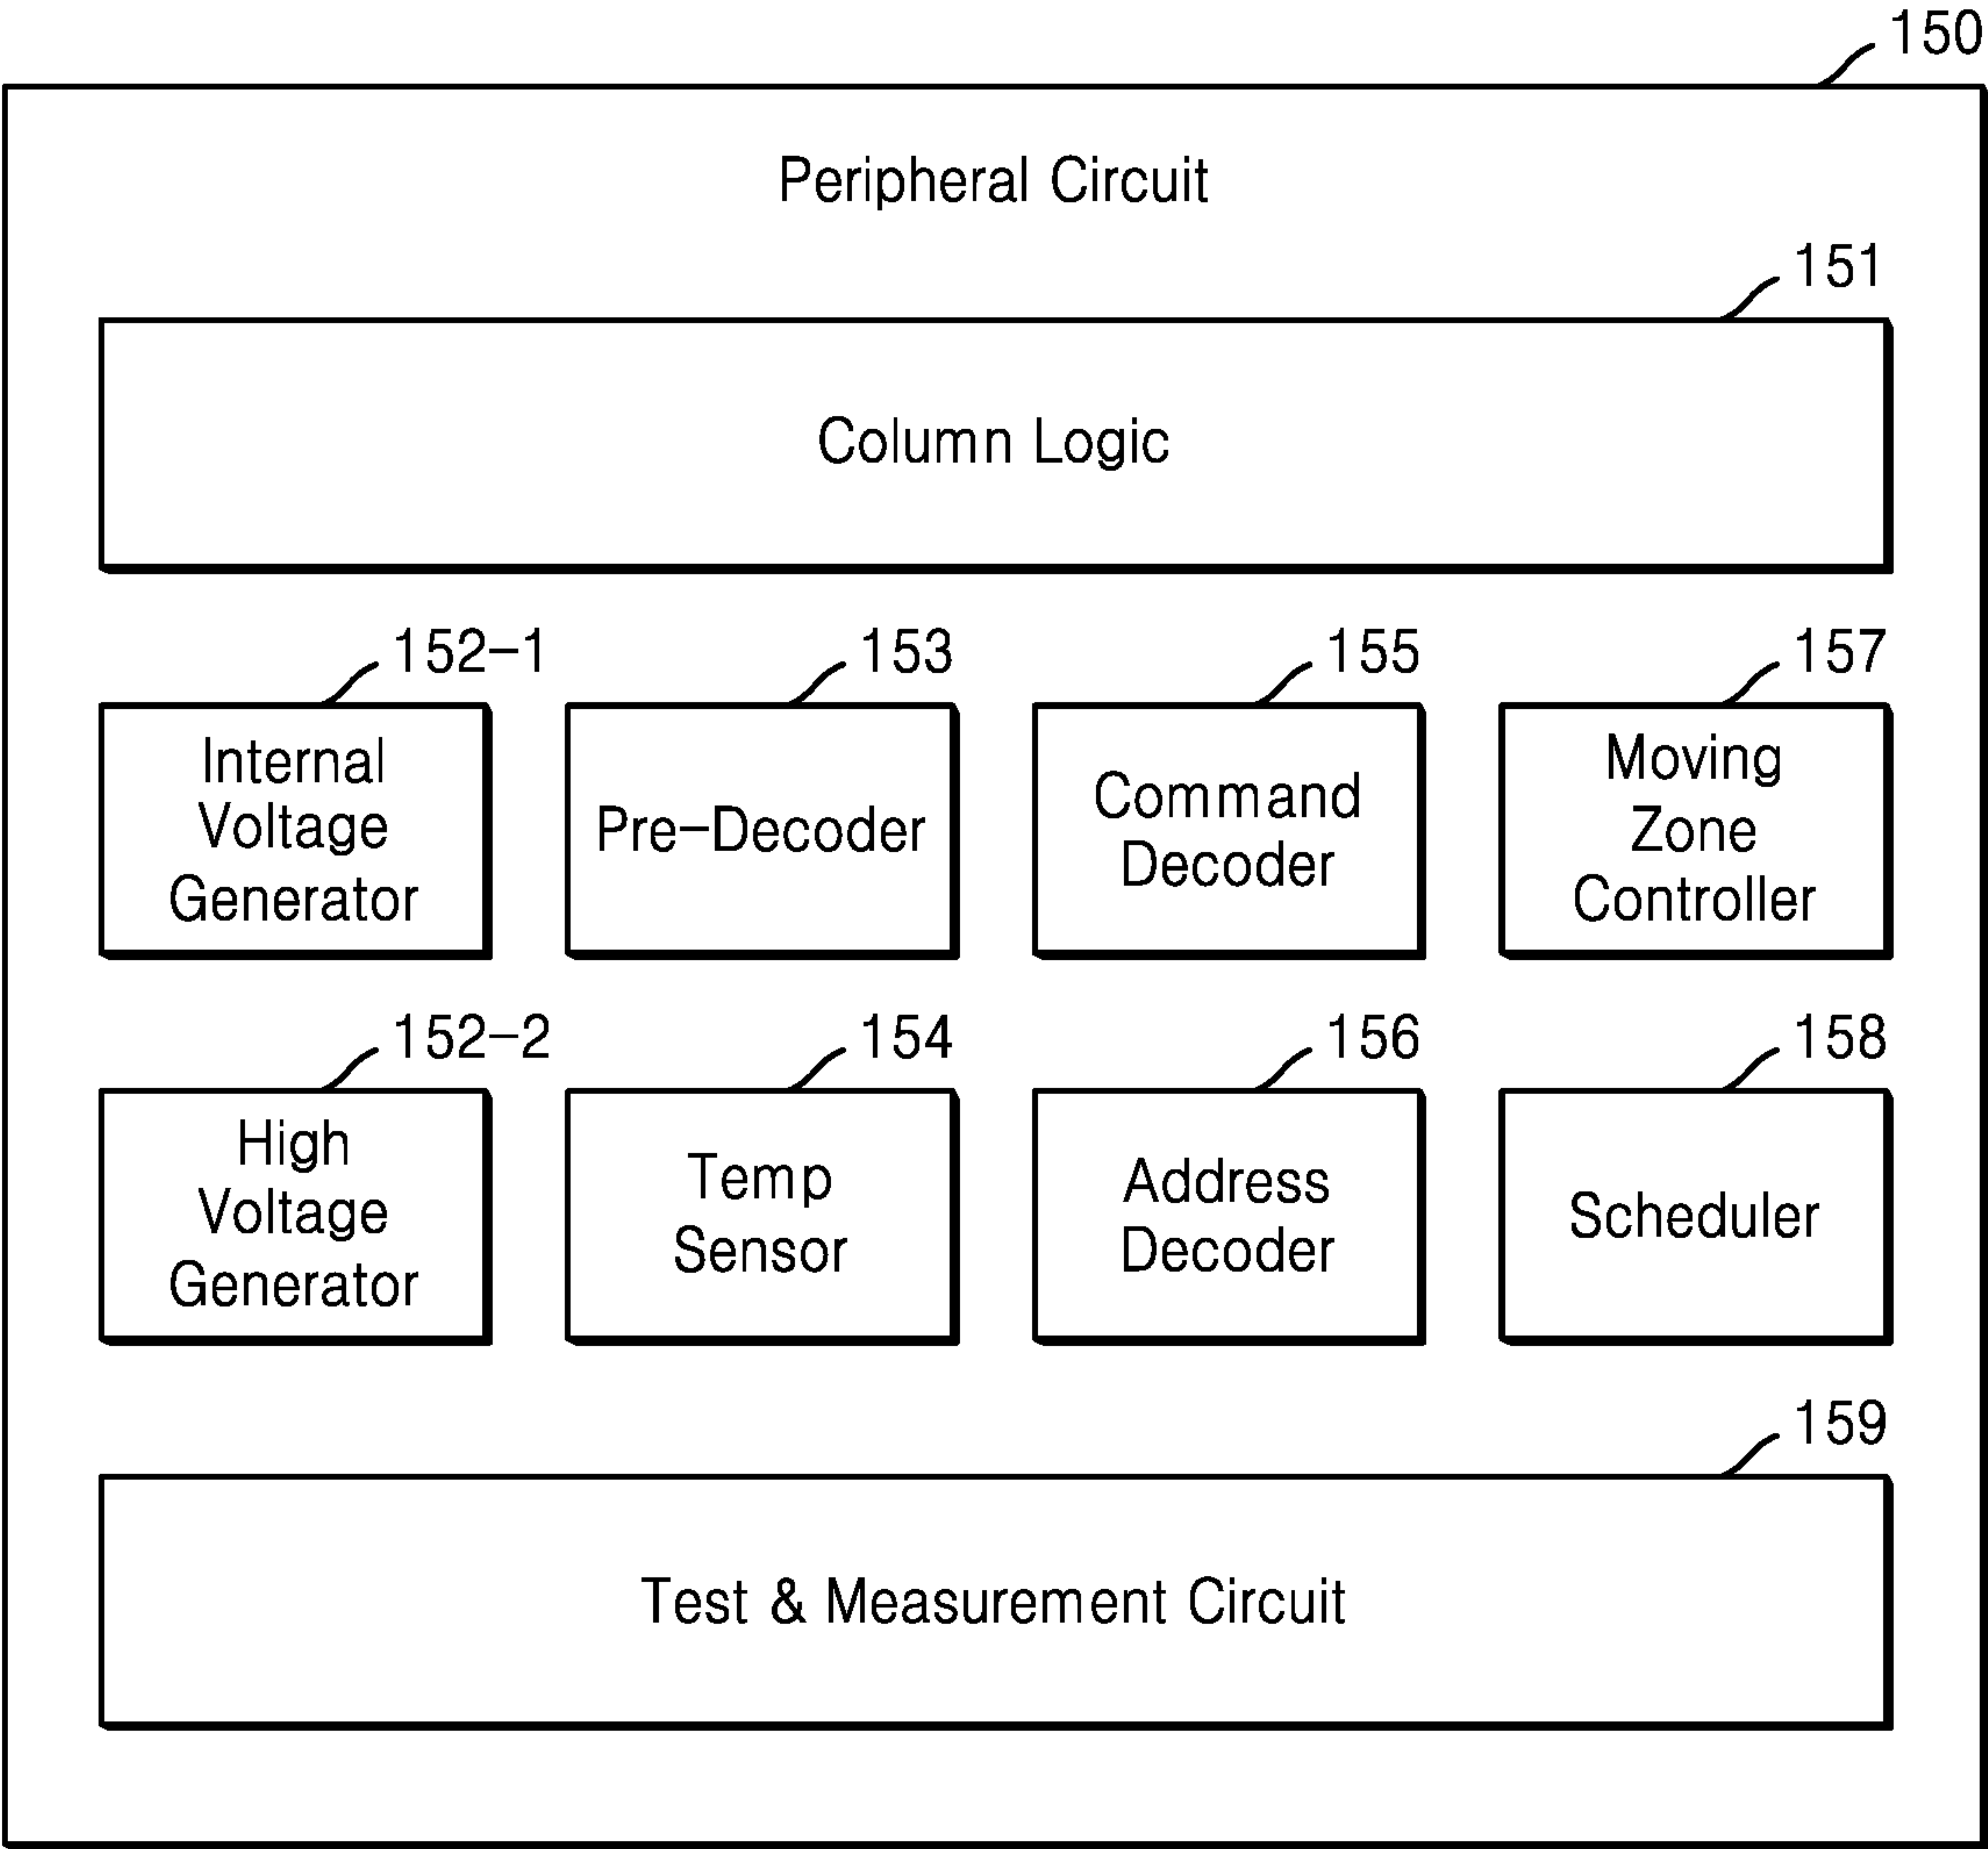 150
Peripheral Circuit
151
Column Logic
152-1
Internal
Voltage
Generator
153
Pre-Decoder
155
Command
Decoder
157
Moving
Zone
Controller
152-2
High
Voltage
Generator
154
Temp
Sensor
156
Address
Decoder
158
Scheduler
159
Test & Measurement Circuit